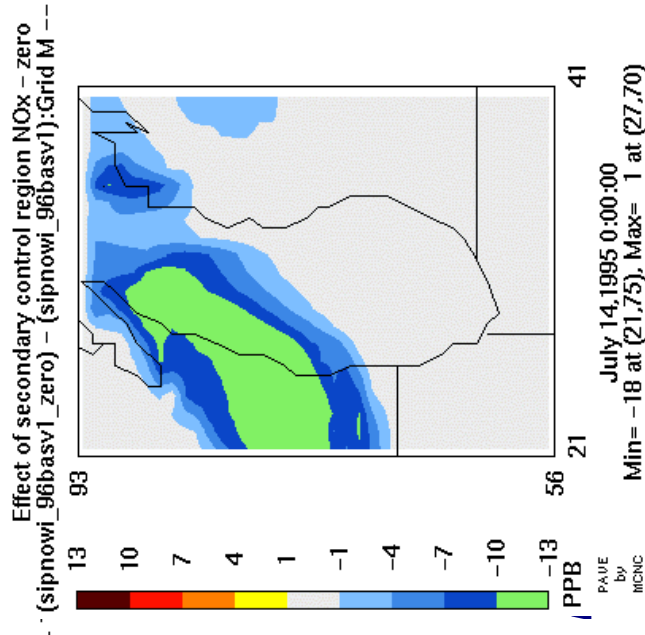 Effect of secondary control region NOx - zero
- - (sipnowi_96basv1_zero) - (sipnowi_96basv1):Grid M - -
13
10
7
4
1
-1
-4
-7
-10
-13
PPB
PAVE
by
MCNC
93
56
21
41
July 14,1995 0:00:00
Min= -18 at (21,75), Max= 1 at (27,70)